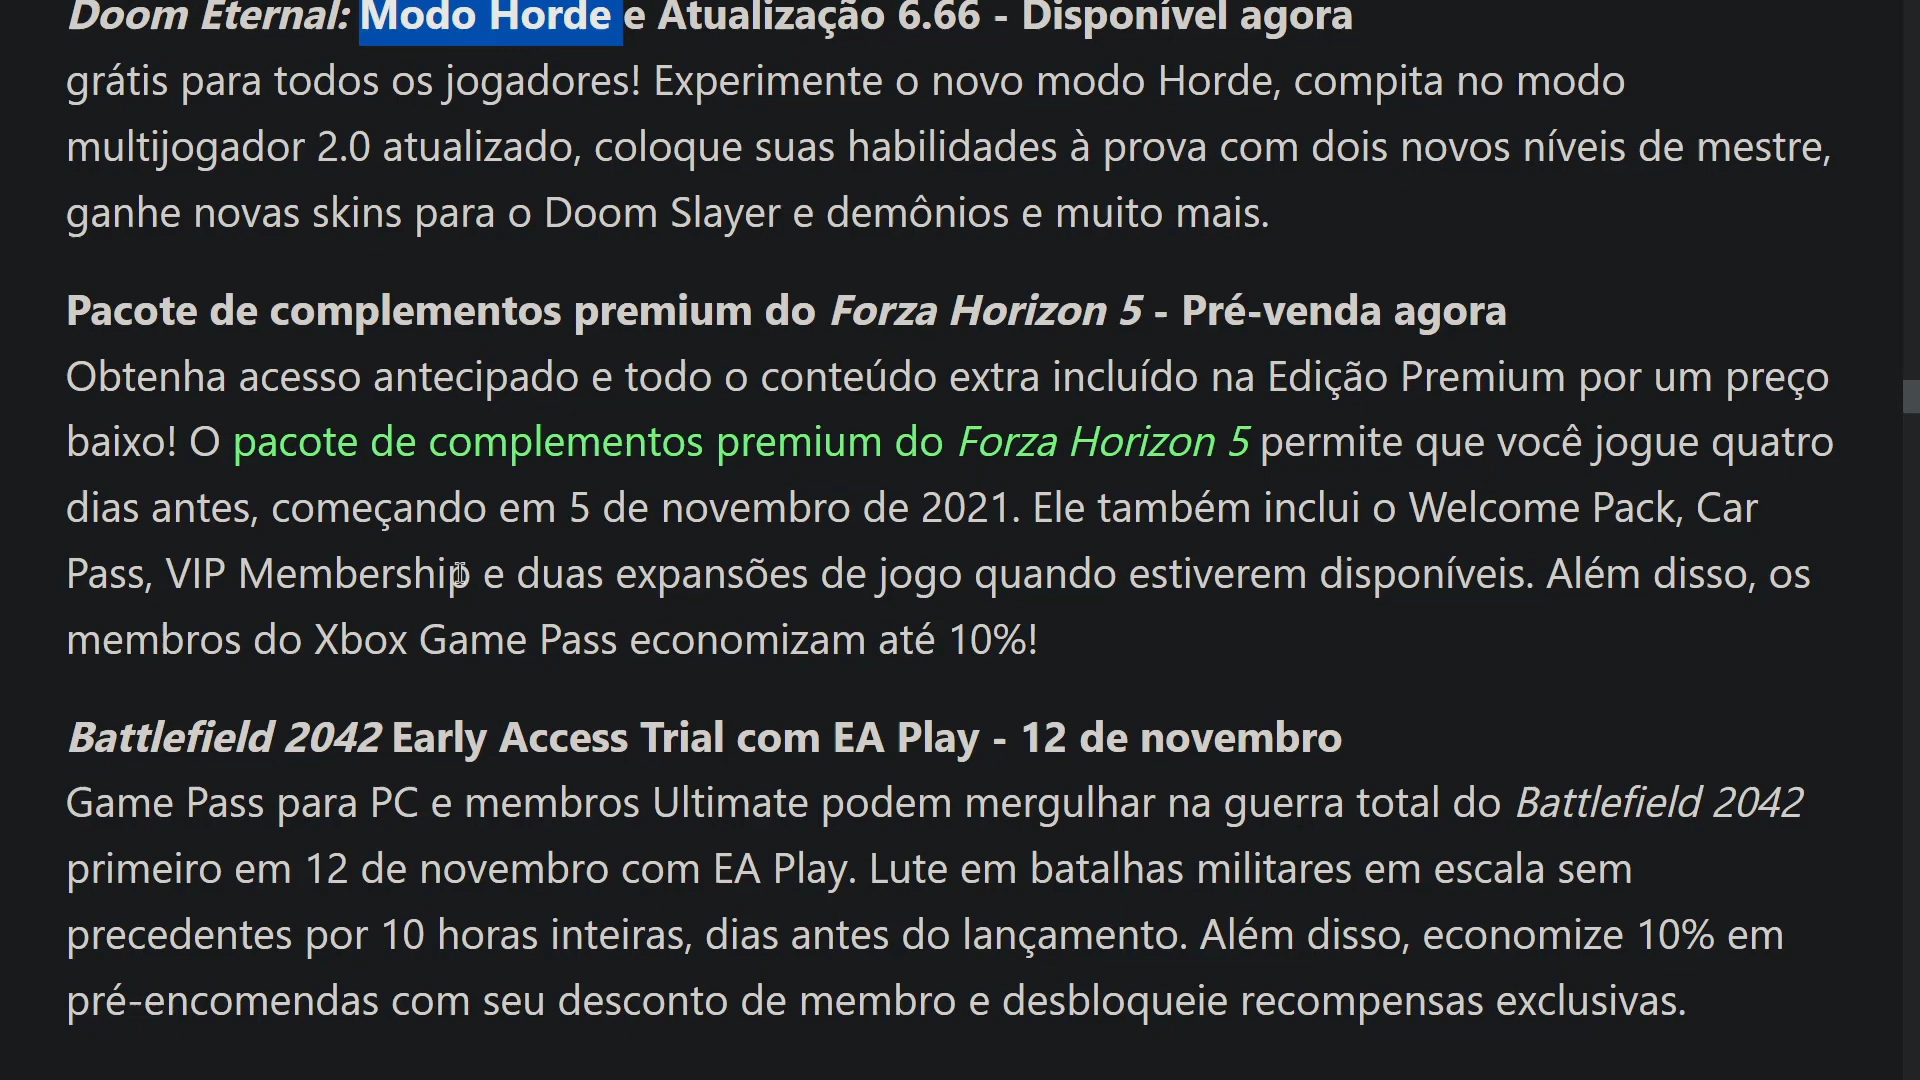 Doom Eternal: Modo Horde e Atualização 6.66 - Disponível agora
grátis para todos os jogadores! Experimente o novo modo Horde, compita no modo
multijogador 2.0 atualizado, coloque suas habilidades à prova com dois novos níveis de mestre,
ganhe novas skins para o Doom Slayer e demônios e muito mais.
Pacote de complementos premium do Forza Horizon 5 - Pré-venda agora
Obtenha acesso antecipado e todo o conteúdo extra incluído na Edição Premium por um preço
baixo! O pacote de complementos premium do Forza Horizon 5 permite que você jogue quatro
dias antes, começando em 5 de novembro de 2021. Ele também inclui o Welcome Pack, Car
Pass, VIP Membership e duas expansões de jogo quando estiverem disponíveis. Além disso, os
membros do Xbox Game Pass economizam até 10%!
Battlefield 2042 Early Access Trial com EA Play - 12 de novembro
Game Pass para PC e membros Ultimate podem mergulhar na guerra total do Battlefield 2042
primeiro em 12 de novembro com EA Play. Lute em batalhas militares em escala sem
precedentes por 10 horas inteiras, dias antes do lançamento. Além disso, economize 10% em
pré-encomendas com seu desconto de membro e desbloqueie recompensas exclusivas.